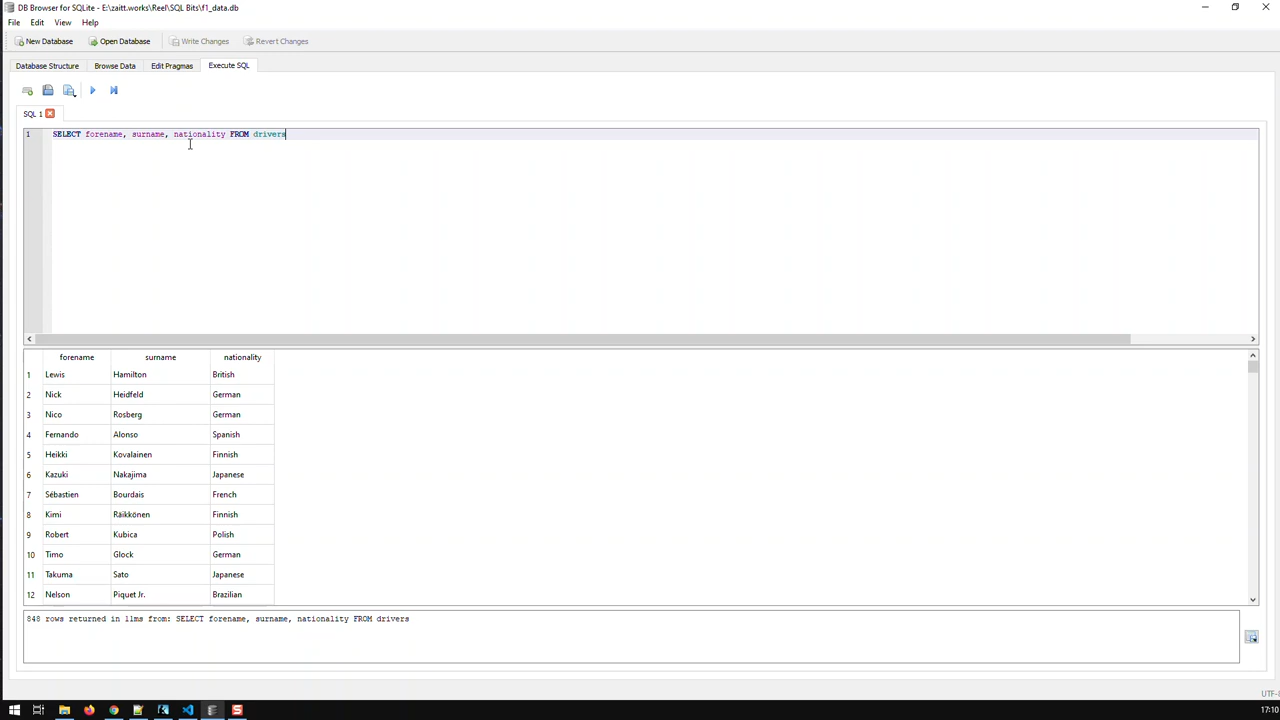 DB Browser for SQLite - E:\zaitt.works\Reel\SQL Bits\f1_data.db
File Edit View Help
New Database Open Database Write Changes Revert Changes
Database Structure Browse Data Edit Pragmas Execute SQL
SQL 1
1 SELECT forename, surname, nationality FROM drivers
forename surname nationality
1 Lewis Hamilton British
2 Nick Heidfeld German
3 Nico Rosberg German
4 Fernando Alonso Spanish
5 Heikki Kovalainen Finnish
6 Kazuki Nakajima Japanese
7 Sébastien Bourdais French
8 Kimi Räikkönen Finnish
9 Robert Kubica Polish
10 Timo Glock German
11 Takuma Sato Japanese
12 Nelson Piquet Jr. Brazilian
848 rows returned in 11ms from: SELECT forename, surname, nationality FROM drivers
UTF-8
17:10